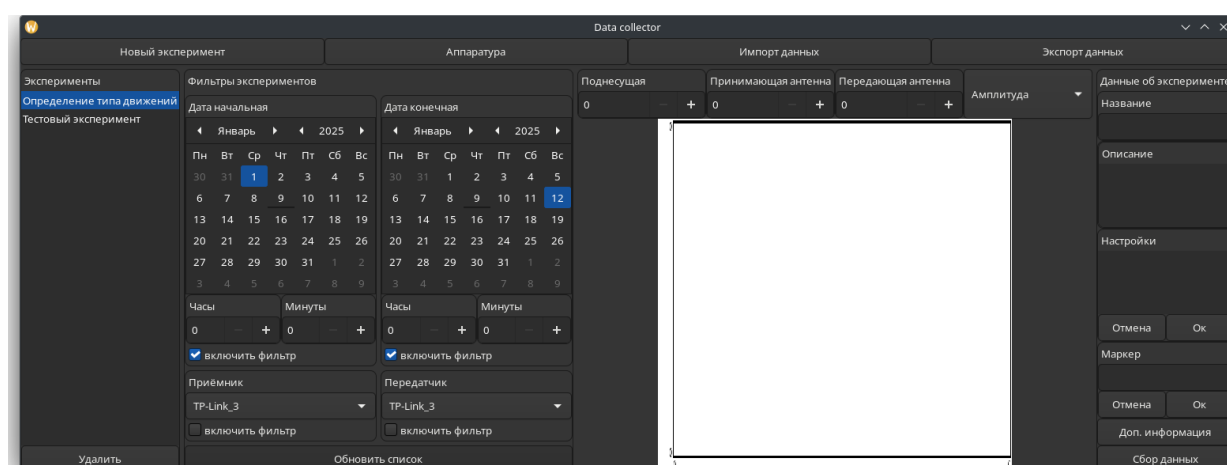 Data collector
Новый эксперимент Аппаратура Импорт данных Экспорт данных
Эксперименты
Определение типа движений
Тестовый эксперимент
Удалить
Фильтры экспериментов
Дата начальная
Январь 2025
Пн Вт Ср Чт Пт Сб Вс
30 31 1 2 3 4 5
6 7 8 9 10 11 12
13 14 15 16 17 18 19
20 21 22 23 24 25 26
27 28 29 30 31 1 2
3 4 5 6 7 8 9
Часы Минуты
0 − + 0 − +
включить фильтр
Дата конечная
Январь 2025
Пн Вт Ср Чт Пт Сб Вс
30 31 1 2 3 4 5
6 7 8 9 10 11 12
13 14 15 16 17 18 19
20 21 22 23 24 25 26
27 28 29 30 31 1 2
3 4 5 6 7 8 9
Часы Минуты
0 − + 0 − +
включить фильтр
Приёмник
TP-Link_3
включить фильтр
Передатчик
TP-Link_3
включить фильтр
Обновить список
Поднесущая Принимающая антенна Передающая антенна
0 − + 0 − + 0 − +
Амплитуда
Данные об эксперименте
Название
Описание
Настройки
Отмена Ок
Маркер
Отмена Ок
Доп. информация
Сбор данных